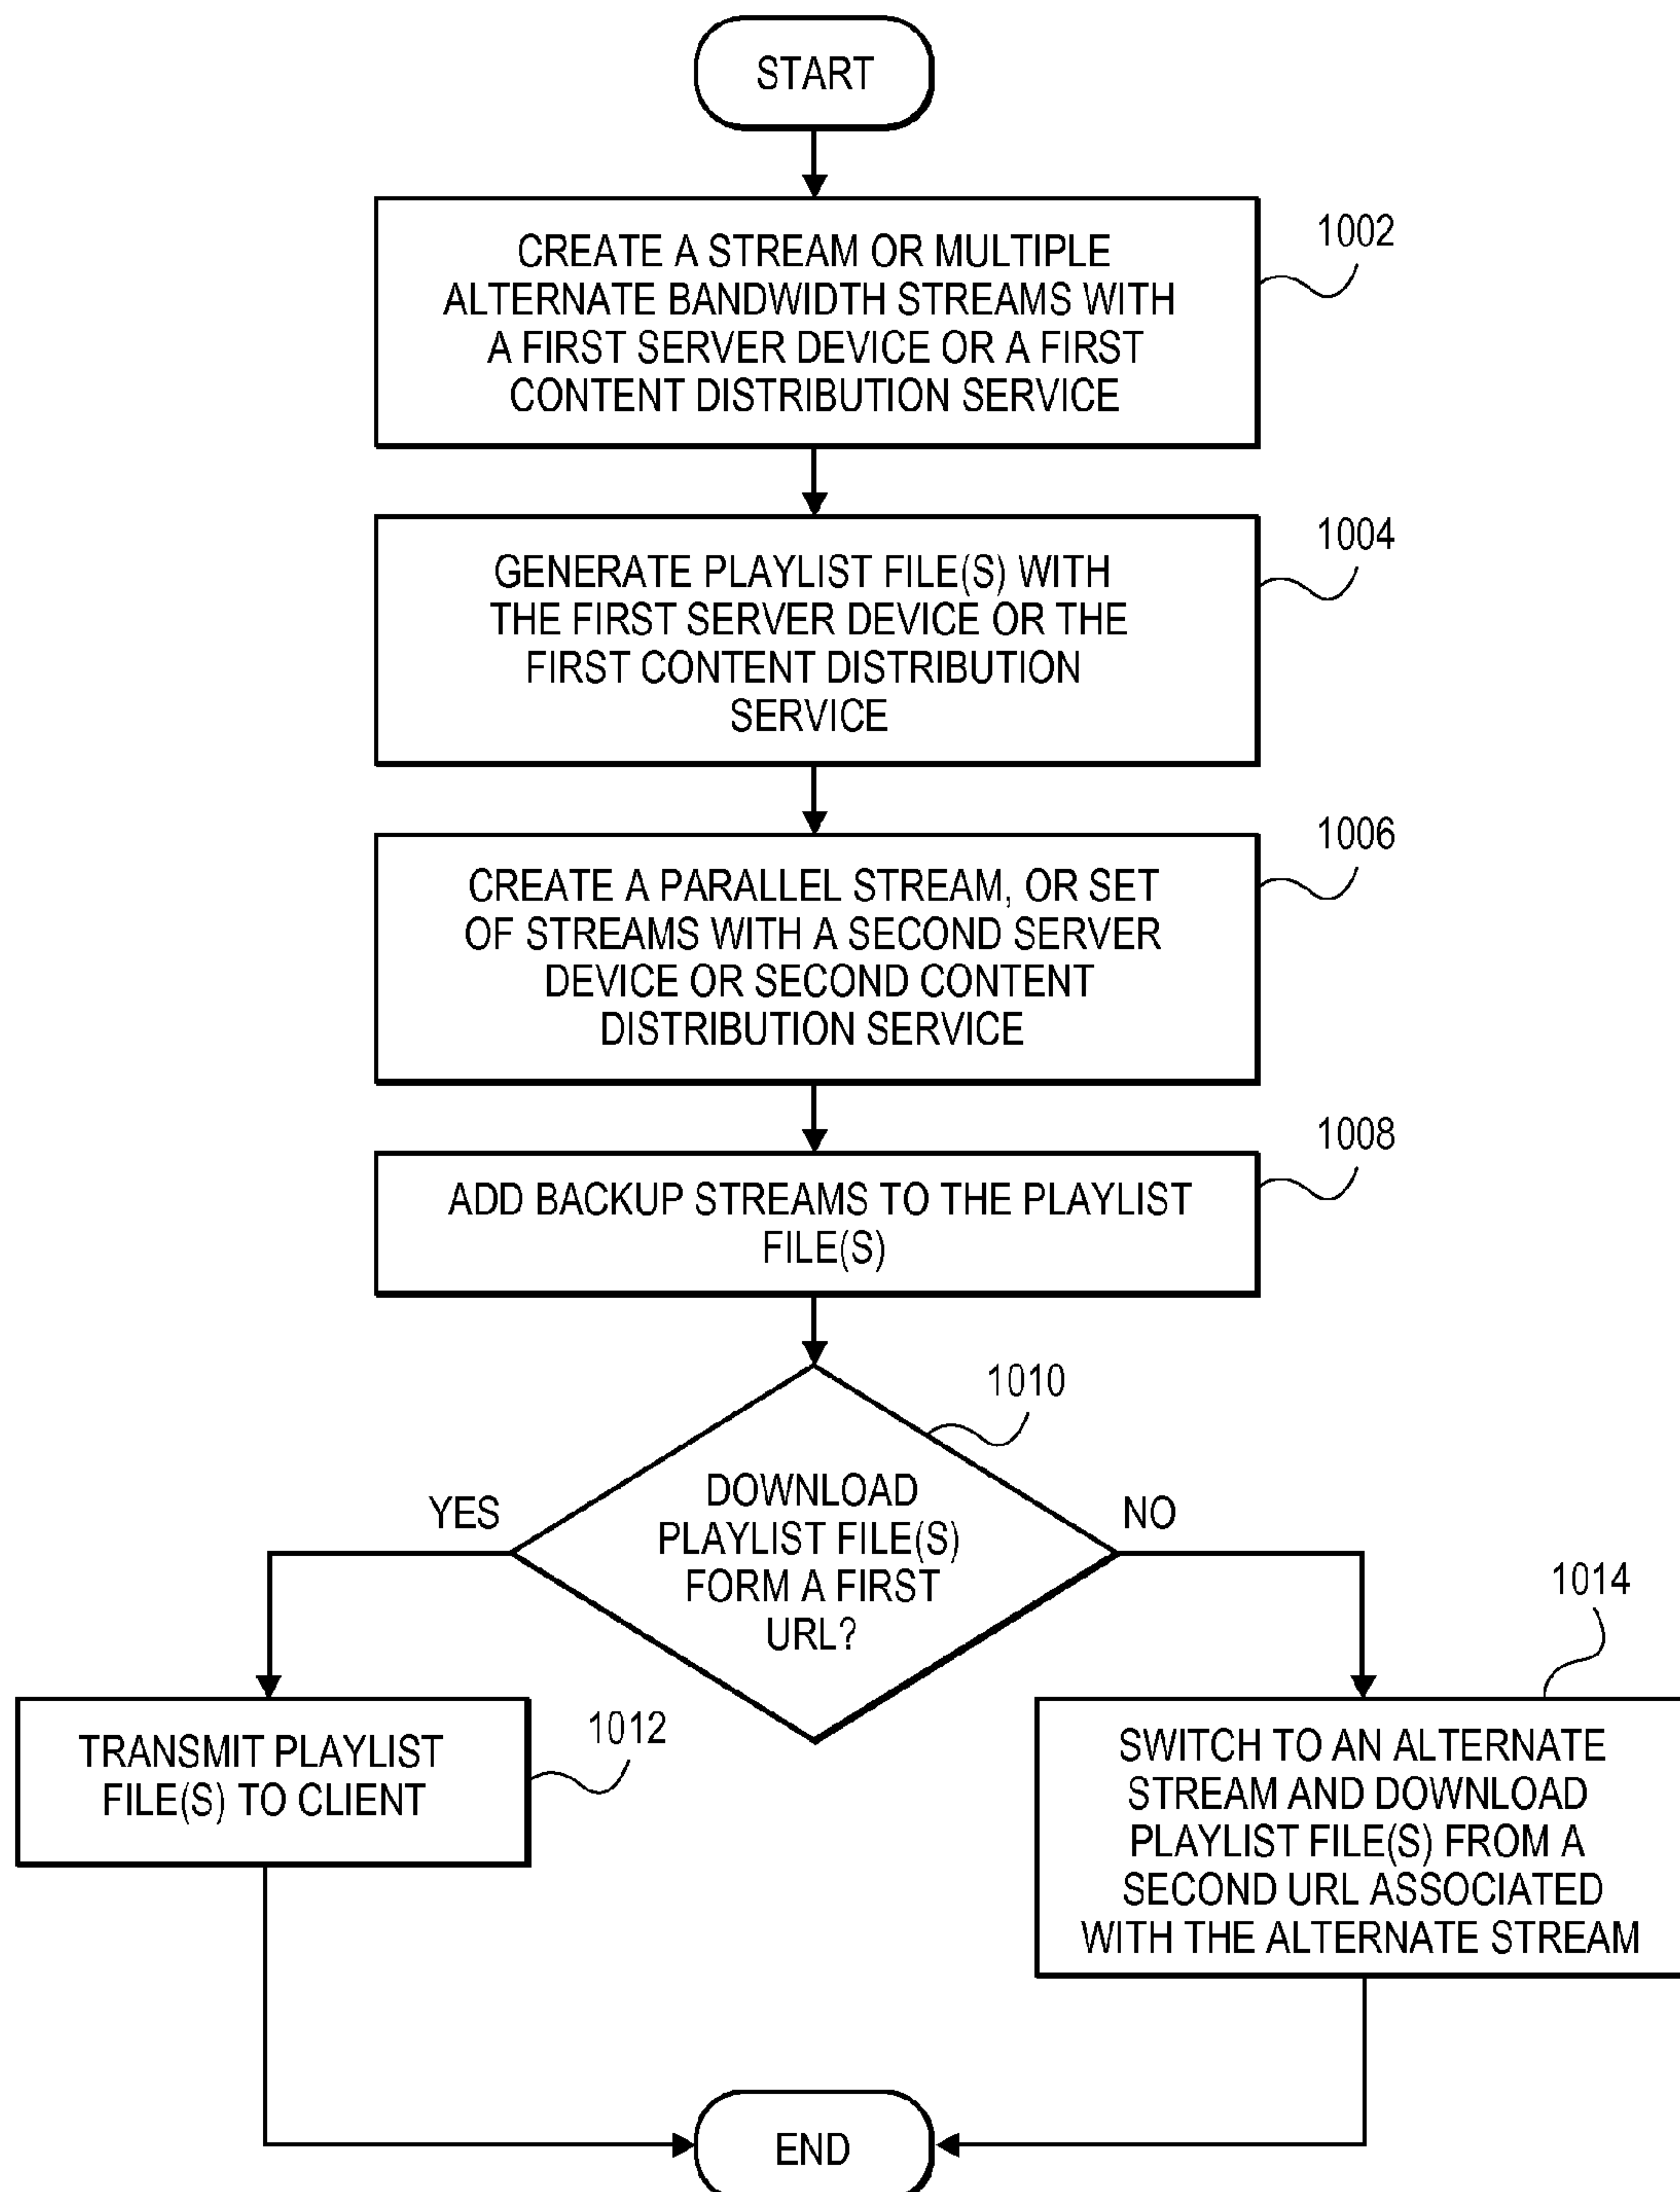 START
CREATE A STREAM OR MULTIPLE
ALTERNATE BANDWIDTH STREAMS WITH
A FIRST SERVER DEVICE OR A FIRST
CONTENT DISTRIBUTION SERVICE
1002
GENERATE PLAYLIST FILE(S) WITH
THE FIRST SERVER DEVICE OR THE
FIRST CONTENT DISTRIBUTION
SERVICE
1004
CREATE A PARALLEL STREAM, OR SET
OF STREAMS WITH A SECOND SERVER
DEVICE OR SECOND CONTENT
DISTRIBUTION SERVICE
1006
ADD BACKUP STREAMS TO THE PLAYLIST
FILE(S)
1008
DOWNLOAD
PLAYLIST FILE(S)
FORM A FIRST
URL?
1010
YES
NO
TRANSMIT PLAYLIST
FILE(S) TO CLIENT
1012
SWITCH TO AN ALTERNATE
STREAM AND DOWNLOAD
PLAYLIST FILE(S) FROM A
SECOND URL ASSOCIATED
WITH THE ALTERNATE STREAM
1014
END